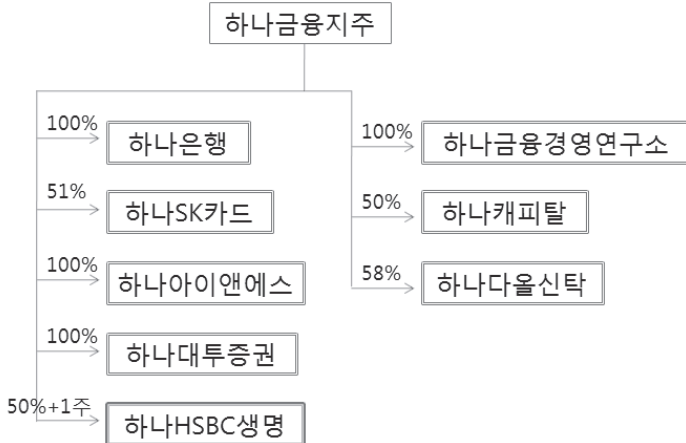 하나금융지주
100%
하나은행
51%
하나SK카드
100%
하나아이앤에스
100%
하나대투증권
50%+1주
하나HSBC생명
100%
하나금융경영연구소
50%
하나캐피탈
58%
하나다올신탁